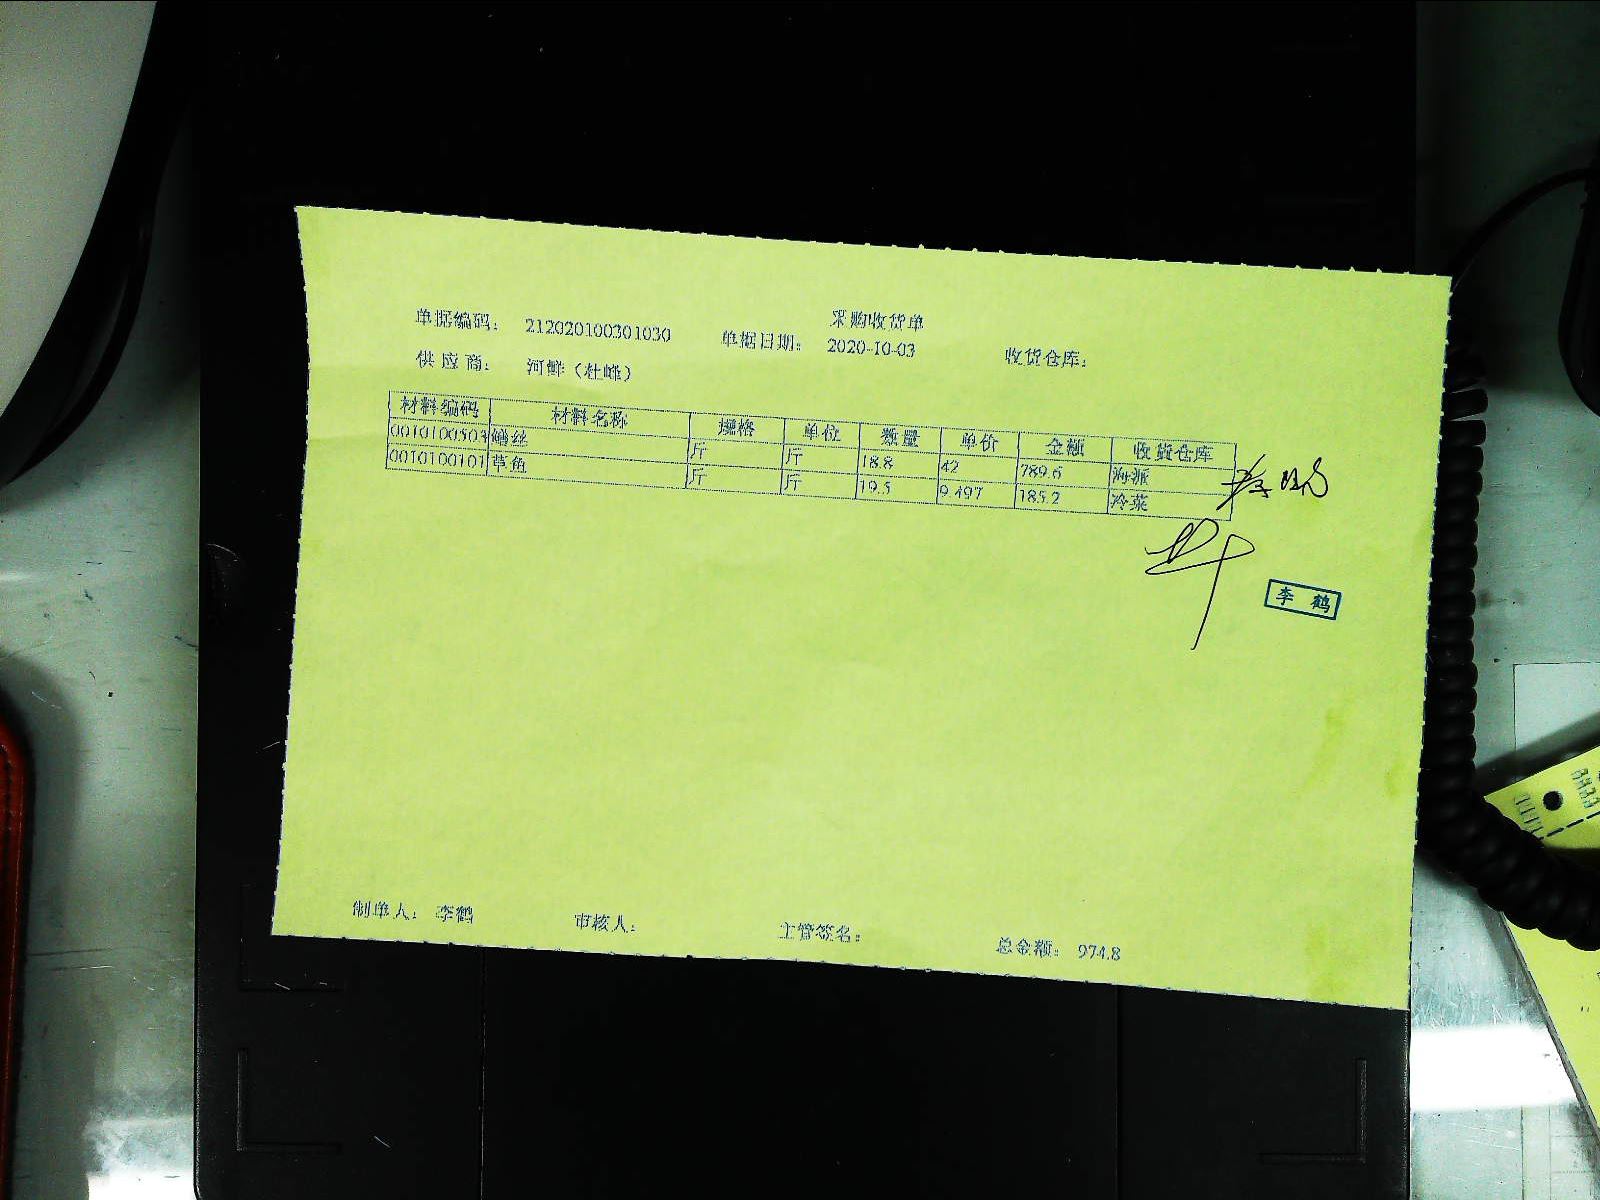 采购收货单
单据编码： 212020100301030 单据日期： 2020-10-03 收货仓库：
供应商： 河鲜（杜峰）
材料编码 材料名称 规格 单位 数量 单价 金额 收货仓库
0010100503 螺丝 斤 斤 18.8 42 789.6 海派
0010100101 草鱼 斤 斤 19.5 9.497 185.2 冷菜
李 鹤
制单人： 李鹤 审核人： 主管签名： 总金额： 974.8